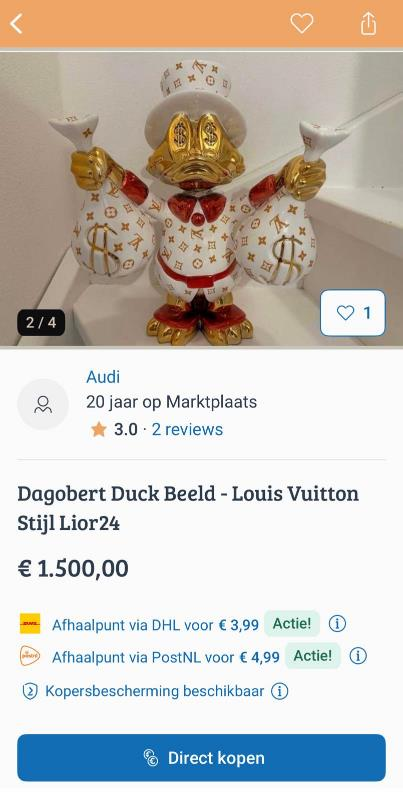 $ $
$ $
2 / 4
1
Audi
20 jaar op Marktplaats
3.0 · 2 reviews
Dagobert Duck Beeld - Louis Vuitton
Stijl Lior24
€ 1.500,00
Afhaalpunt via DHL voor € 3,99 Actie!
Afhaalpunt via PostNL voor € 4,99 Actie!
Kopersbescherming beschikbaar
Direct kopen